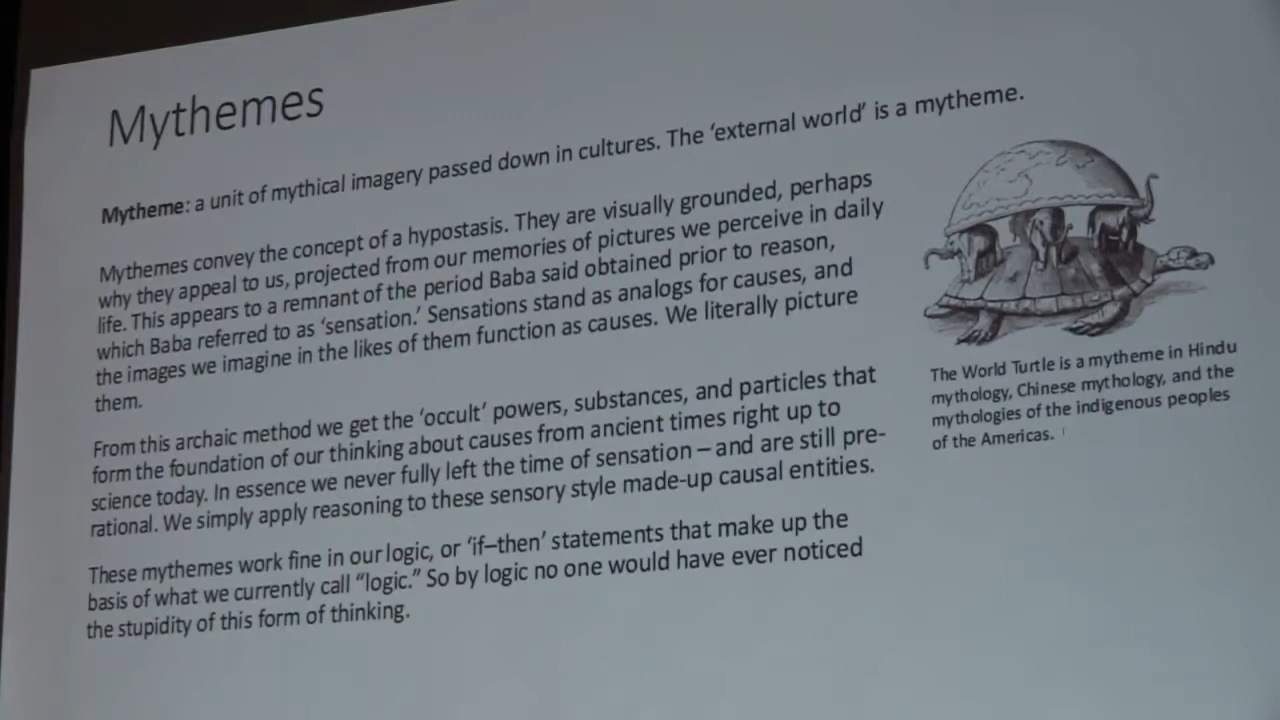 Mythemes
Mytheme: a unit of mythical imagery passed down in cultures. The ‘external world’ is a mytheme.
Mythemes convey the concept of a hypostasis. They are visually grounded, perhaps
why they appeal to us, projected from our memories of pictures we perceive in daily
life. This appears to a remnant of the period Baba said obtained prior to reason,
which Baba referred to as ‘sensation.’ Sensations stand as analogs for causes, and
the images we imagine in the likes of them function as causes. We literally picture
them.
From this archaic method we get the ‘occult’ powers, substances, and particles that
form the foundation of our thinking about causes from ancient times right up to
science today. In essence we never fully left the time of sensation – and are still pre-
rational. We simply apply reasoning to these sensory style made-up causal entities.
These mythemes work fine in our logic, or ‘if–then’ statements that make up the
basis of what we currently call “logic.” So by logic no one would have ever noticed
the stupidity of this form of thinking.
The World Turtle is a mytheme in Hindu
mythology, Chinese mythology, and the
mythologies of the indigenous peoples
of the Americas.